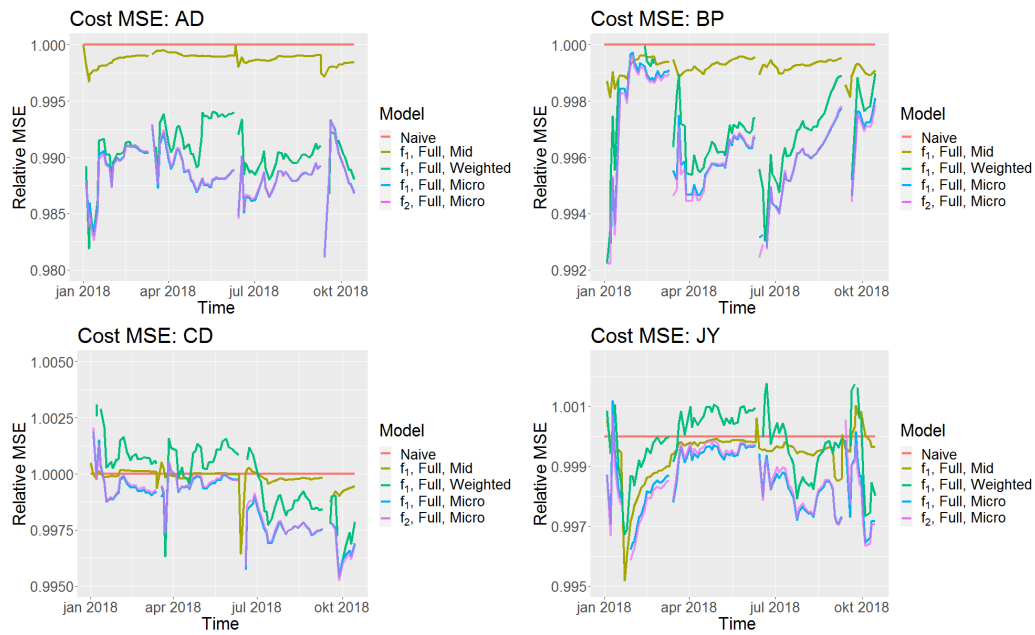 Cost MSE: AD
Relative MSE
1.000
0.995
0.990
0.985
0.980
jan 2018
apr 2018
jul 2018
okt 2018
Time
Model
Naive
f₁, Full, Mid
f₁, Full, Weighted
f₁, Full, Micro
f₂, Full, Micro
Cost MSE: BP
Relative MSE
1.000
0.998
0.996
0.994
0.992
jan 2018
apr 2018
jul 2018
okt 2018
Time
Model
Naive
f₁, Full, Mid
f₁, Full, Weighted
f₁, Full, Micro
f₂, Full, Micro
Cost MSE: CD
Relative MSE
1.0050
1.0025
1.0000
0.9975
0.9950
jan 2018
apr 2018
jul 2018
okt 2018
Time
Model
Naive
f₁, Full, Mid
f₁, Full, Weighted
f₁, Full, Micro
f₂, Full, Micro
Cost MSE: JY
Relative MSE
1.001
0.999
0.997
0.995
jan 2018
apr 2018
jul 2018
okt 2018
Time
Model
Naive
f₁, Full, Mid
f₁, Full, Weighted
f₁, Full, Micro
f₂, Full, Micro